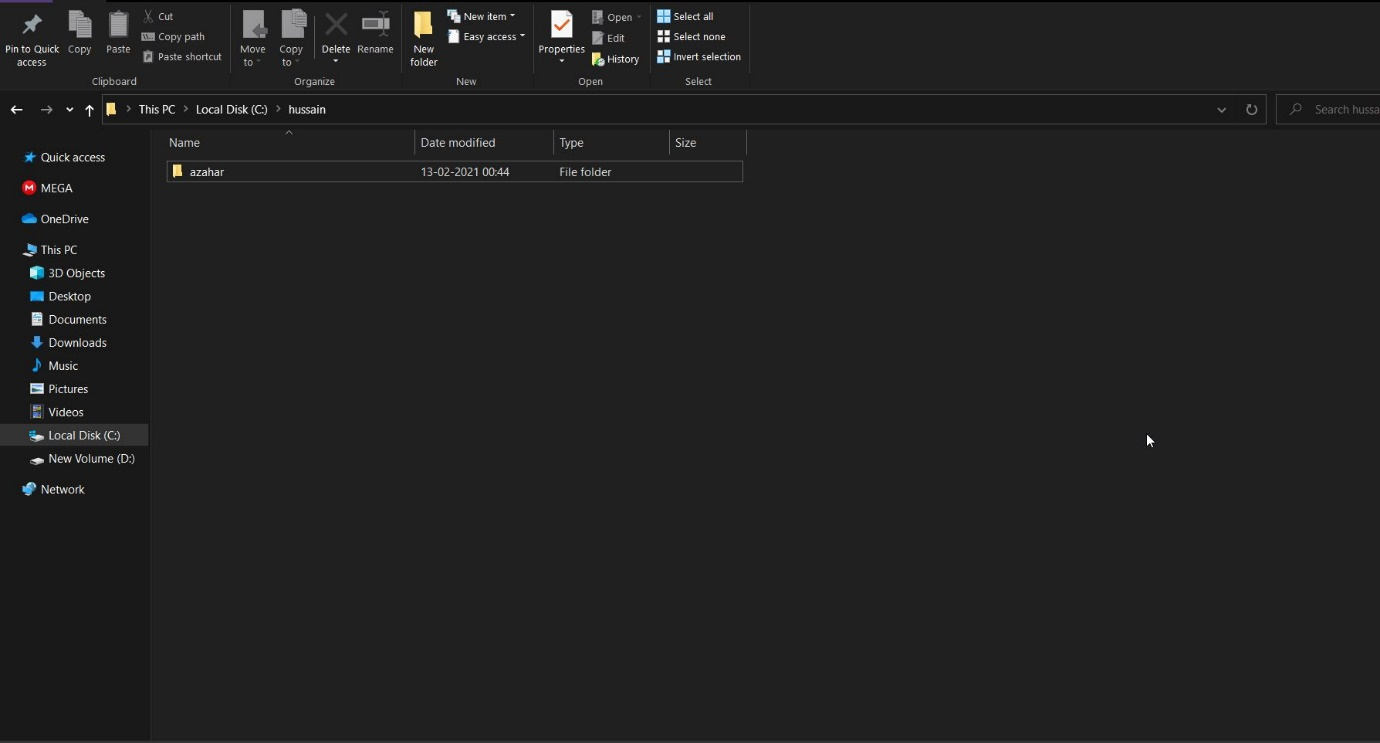 Pin to Quick access
Copy
Paste
Cut
Copy path
Paste shortcut
Clipboard
Move to
Copy to
Delete
Rename
Organize
New folder
New item
Easy access
New
Properties
Open
Edit
History
Open
Select all
Select none
Invert selection
Select
This PC > Local Disk (C:) > hussain
Search hussa
Name Date modified Type Size
azahar 13-02-2021 00:44 File folder
Quick access
M MEGA
OneDrive
This PC
3D Objects
Desktop
Documents
Downloads
Music
Pictures
Videos
Local Disk (C:)
New Volume (D:)
Network